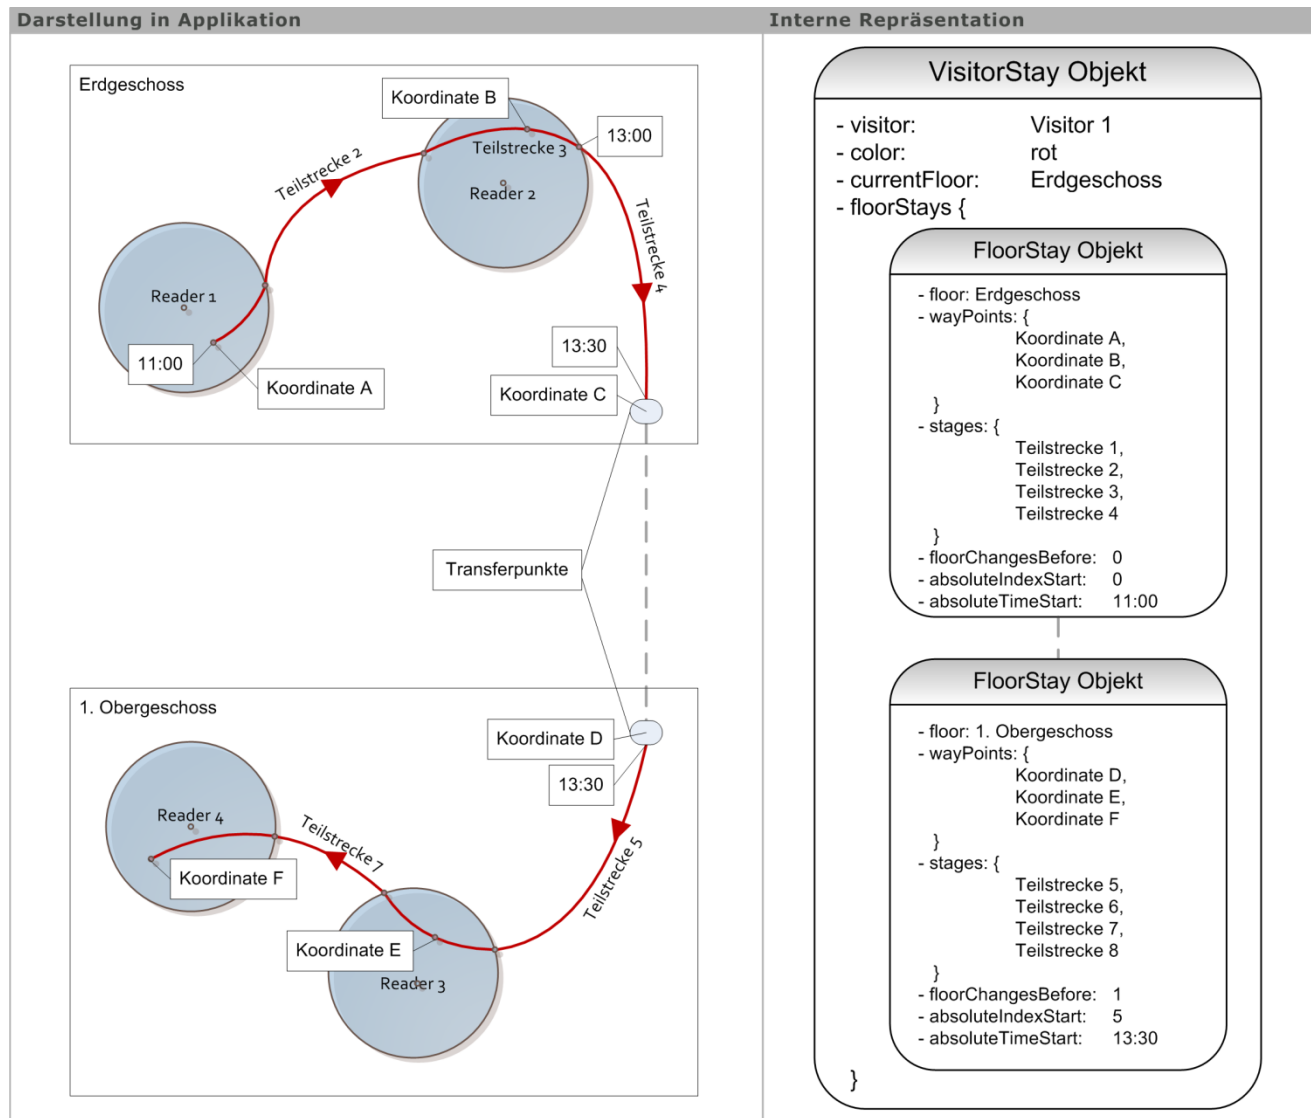 Darstellung in Applikation
Erdgeschoss
Koordinate B
13:00
Teilstrecke 2
Teilstrecke 3
Reader 2
Teilstrecke 4
Reader 1
11:00
Koordinate A
13:30
Koordinate C
Transferpunkte
1. Obergeschoss
Koordinate D
13:30
Reader 4
Teilstrecke 7
Teilstrecke 5
Koordinate F
Koordinate E
Reader 3
Interne Repräsentation
VisitorStay Objekt
- visitor: Visitor 1
- color: rot
- currentFloor: Erdgeschoss
- floorStays {
FloorStay Objekt
- floor: Erdgeschoss
- wayPoints: {
Koordinate A,
Koordinate B,
Koordinate C
}
- stages: {
Teilstrecke 1,
Teilstrecke 2,
Teilstrecke 3,
Teilstrecke 4
}
- floorChangesBefore: 0
- absoluteIndexStart: 0
- absoluteTimeStart: 11:00
FloorStay Objekt
- floor: 1. Obergeschoss
- wayPoints: {
Koordinate D,
Koordinate E,
Koordinate F
}
- stages: {
Teilstrecke 5,
Teilstrecke 6,
Teilstrecke 7,
Teilstrecke 8
}
- floorChangesBefore: 1
- absoluteIndexStart: 5
- absoluteTimeStart: 13:30
}